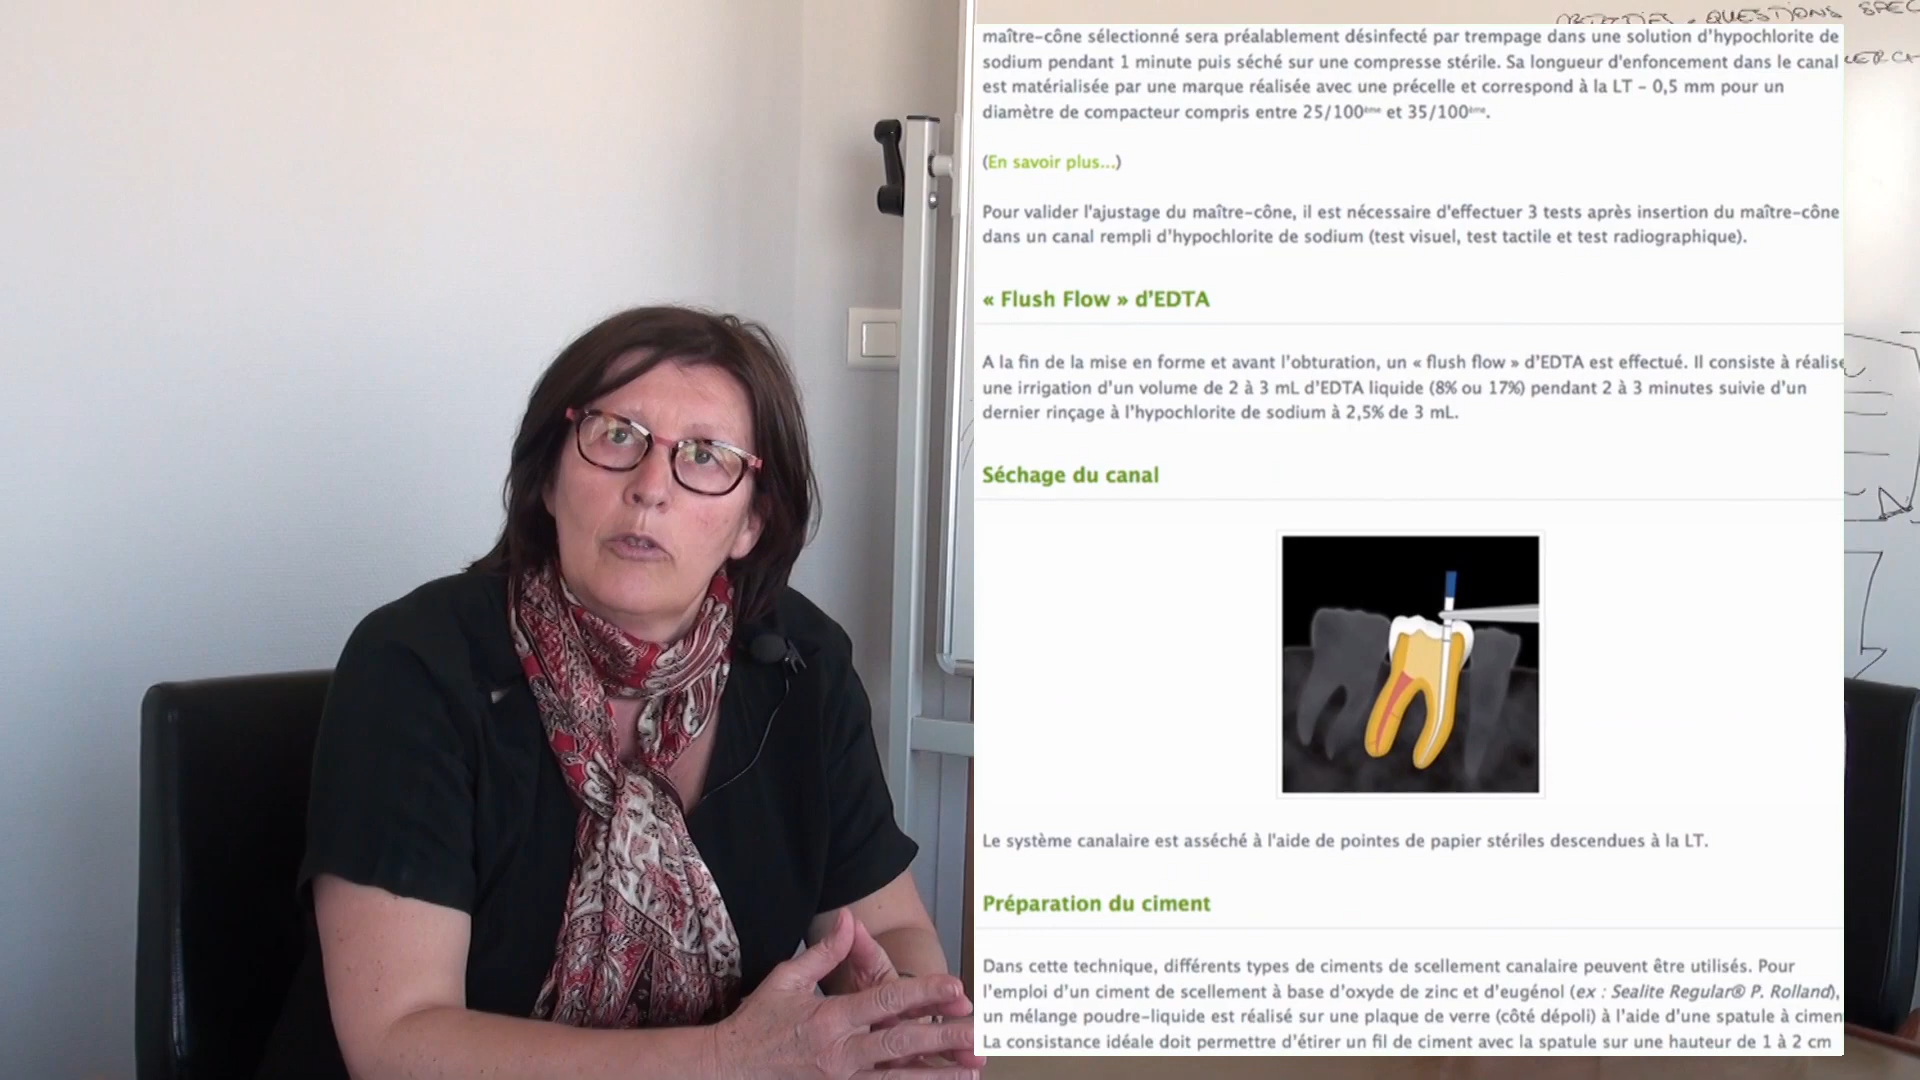 OBJECTIFS - QUESTIONS SPEC
maître-cône sélectionné sera préalablement désinfecté par trempage dans une solution d'hypochlorite de
sodium pendant 1 minute puis séché sur une compresse stérile. Sa longueur d'enfoncement dans le canal
est matérialisée par une marque réalisée avec une précelle et correspond à la LT - 0,5 mm pour un
diamètre de compacteur compris entre 25/100ème et 35/100ème.
(En savoir plus...)
Pour valider l'ajustage du maître-cône, il est nécessaire d'effectuer 3 tests après insertion du maître-cône
dans un canal rempli d'hypochlorite de sodium (test visuel, test tactile et test radiographique).
« Flush Flow » d'EDTA
A la fin de la mise en forme et avant l'obturation, un « flush flow » d'EDTA est effectué. Il consiste à réalise
une irrigation d'un volume de 2 à 3 mL d'EDTA liquide (8% ou 17%) pendant 2 à 3 minutes suivie d'un
dernier rinçage à l'hypochlorite de sodium à 2,5% de 3 mL.
Séchage du canal
Le système canalaire est asséché à l'aide de pointes de papier stériles descendues à la LT.
Préparation du ciment
Dans cette technique, différents types de ciments de scellement canalaire peuvent être utilisés. Pour
l'emploi d'un ciment de scellement à base d'oxyde de zinc et d'eugénol (ex : Sealite Regular® P. Rolland),
un mélange poudre-liquide est réalisé sur une plaque de verre (côté dépoli) à l'aide d'une spatule à cimen
La consistance idéale doit permettre d'étirer un fil de ciment avec la spatule sur une hauteur de 1 à 2 cm